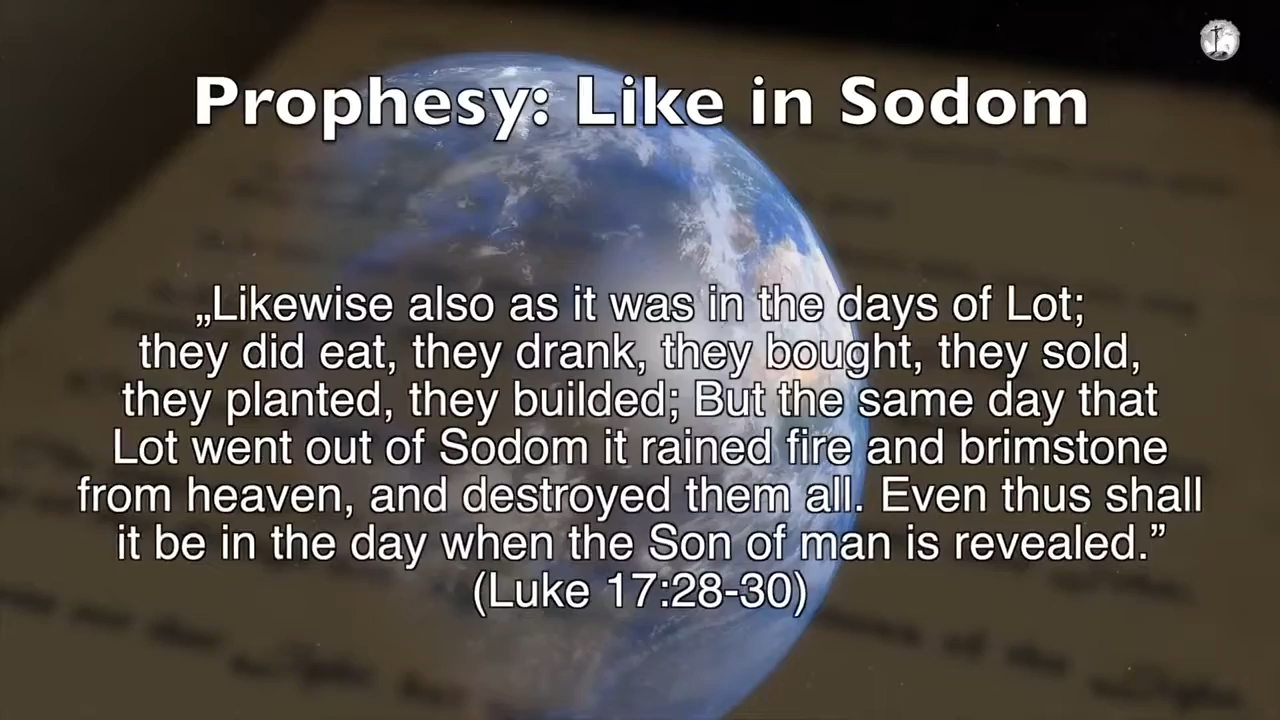 Prophesy: Like in Sodom
„Likewise also as it was in the days of Lot;
they did eat, they drank, they bought, they sold,
they planted, they builded; But the same day that
Lot went out of Sodom it rained fire and brimstone
from heaven, and destroyed them all. Even thus shall
it be in the day when the Son of man is revealed.”
(Luke 17:28-30)